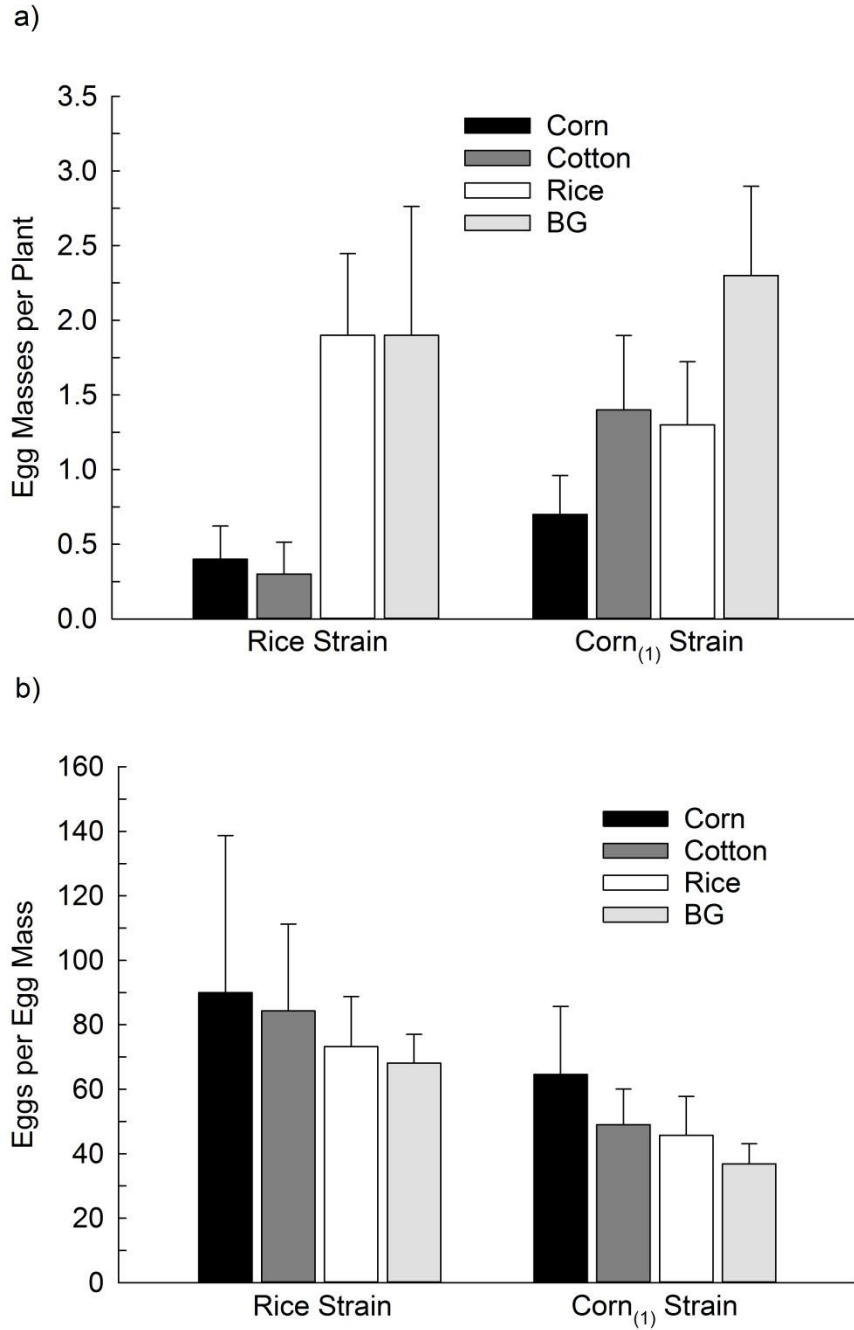 a)
Egg Masses per Plant
3.5
3.0
2.5
2.0
1.5
1.0
0.5
0.0
Corn
Cotton
Rice
BG
Rice Strain
Corn(1) Strain
b)
Eggs per Egg Mass
160
140
120
100
80
60
40
20
0
Corn
Cotton
Rice
BG
Rice Strain
Corn(1) Strain